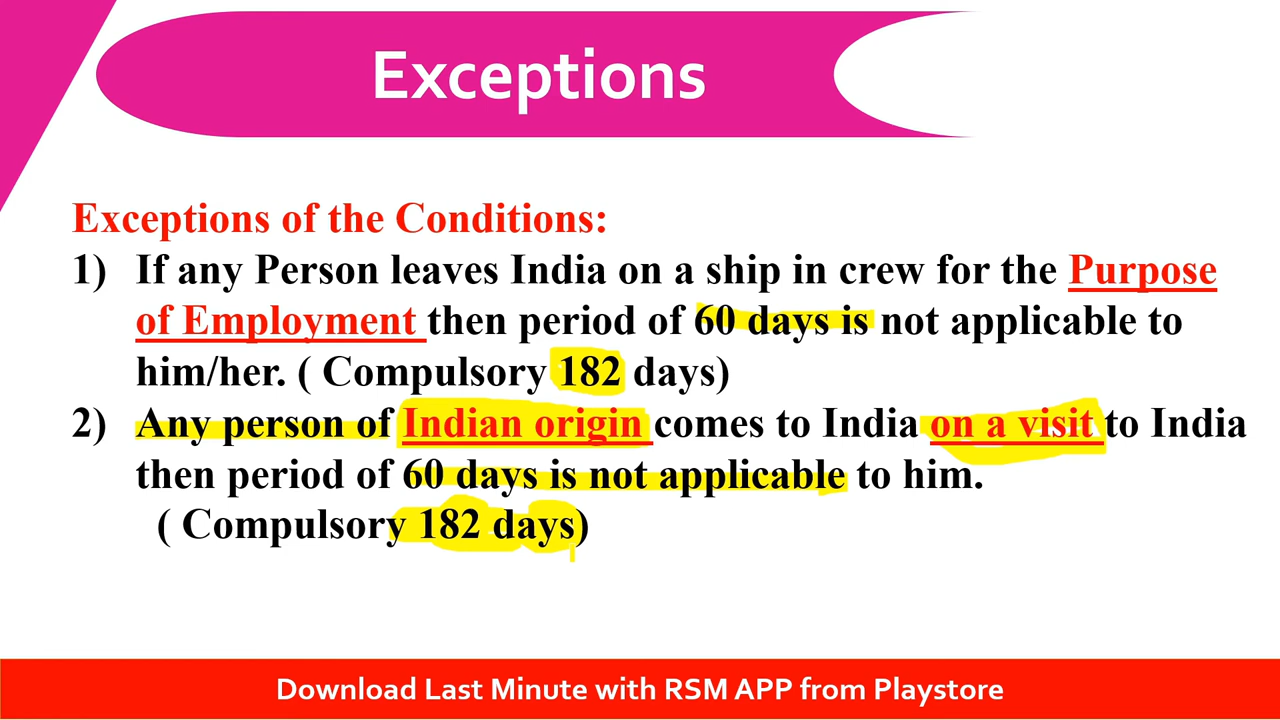 Exceptions
Exceptions of the Conditions:
1) If any Person leaves India on a ship in crew for the Purpose
of Employment then period of 60 days is not applicable to
him/her. ( Compulsory 182 days)
2) Any person of Indian origin comes to India on a visit to India
then period of 60 days is not applicable to him.
( Compulsory 182 days)
Download Last Minute with RSM APP from Playstore